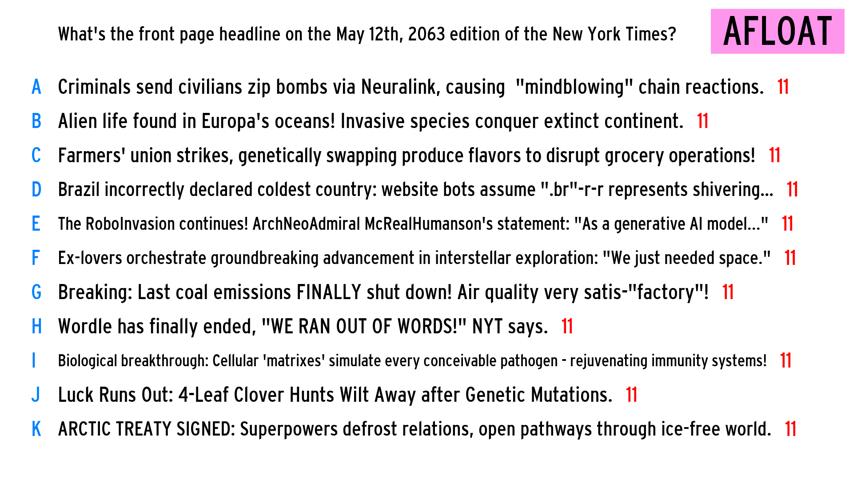 What's the front page headline on the May 12th, 2063 edition of the New York Times?
AFLOAT
A Criminals send civilians zip bombs via Neuralink, causing "mindblowing" chain reactions. 11
B Alien life found in Europa's oceans! Invasive species conquer extinct continent. 11
C Farmers' union strikes, genetically swapping produce flavors to disrupt grocery operations! 11
D Brazil incorrectly declared coldest country: website bots assume ".br"-r-r represents shivering... 11
E The RoboInvasion continues! ArchNeoAdmiral McRealHumanson's statement: "As a generative AI model..." 11
F Ex-lovers orchestrate groundbreaking advancement in interstellar exploration: "We just needed space." 11
G Breaking: Last coal emissions FINALLY shut down! Air quality very satis-"factory"! 11
H Wordle has finally ended, "WE RAN OUT OF WORDS!" NYT says. 11
I Biological breakthrough: Cellular 'matrixes' simulate every conceivable pathogen - rejuvenating immunity systems! 11
J Luck Runs Out: 4-Leaf Clover Hunts Wilt Away after Genetic Mutations. 11
K ARCTIC TREATY SIGNED: Superpowers defrost relations, open pathways through ice-free world. 11